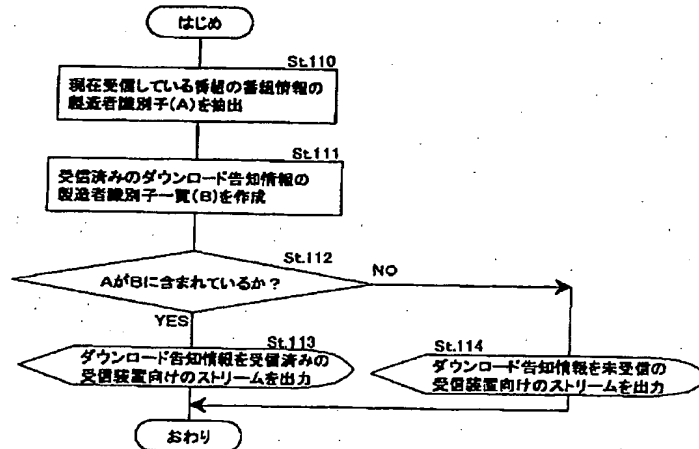 はじめ
St.110
現在受信している番組の番組情報の
製造者識別子(A)を抽出
St.111
受信済みのダウンロード告知情報の
製造者識別子一覧(B)を作成
St.112
AがBに含まれているか?
NO
YES
St.113
ダウンロード告知情報を受信済みの
受信装置向けのストリームを出力
St.114
ダウンロード告知情報を未受信の
受信装置向けのストリームを出力
おわり